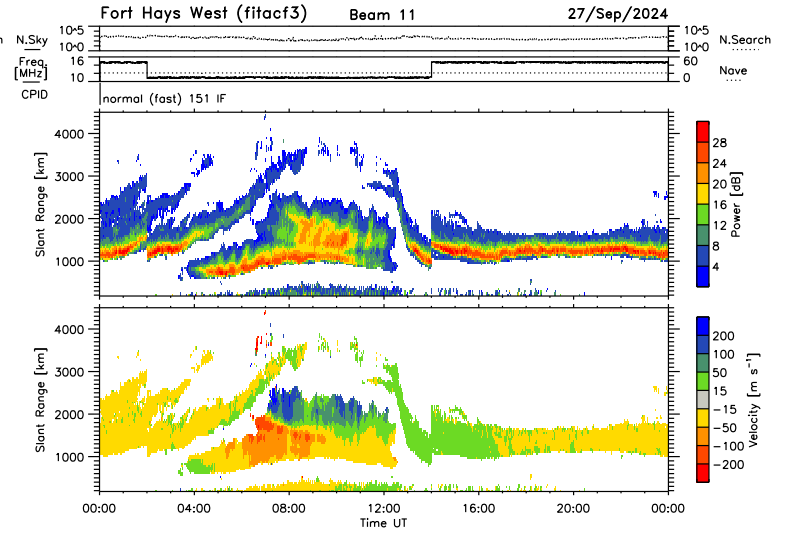 Fort Hays West (fitacf3) Beam 11 27/Sep/2024
N.Sky 10^5 10^0 10^5 10^0 N.Search
Freq. [MHz] 16 10 60 0 Nave
CPID normal (fast) 151 IF
Slant Range [km] 4000 3000 2000 1000
Power [dB] 28 24 20 16 12 8 4
Slant Range [km] 4000 3000 2000 1000
Velocity [m s⁻¹] 200 100 50 15 −15 −50 −100 −200
00:00 04:00 08:00 12:00 16:00 20:00 00:00
Time UT